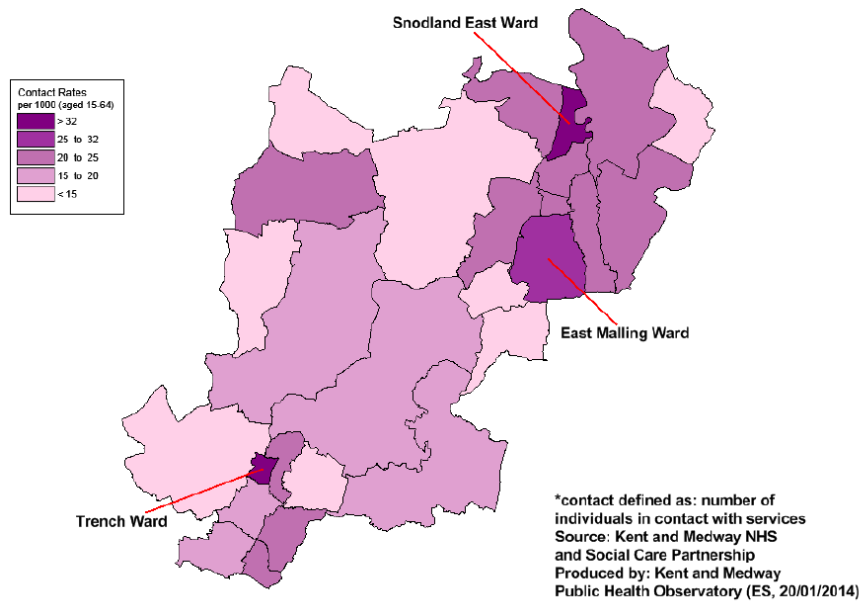 Snodland East Ward
Contact Rates
per 1000 (aged 15-64)
> 32
25 to 32
20 to 25
15 to 20
< 15
East Malling Ward
Trench Ward
*contact defined as: number of
individuals in contact with services
Source: Kent and Medway NHS
and Social Care Partnership
Produced by: Kent and Medway
Public Health Observatory (ES, 20/01/2014)